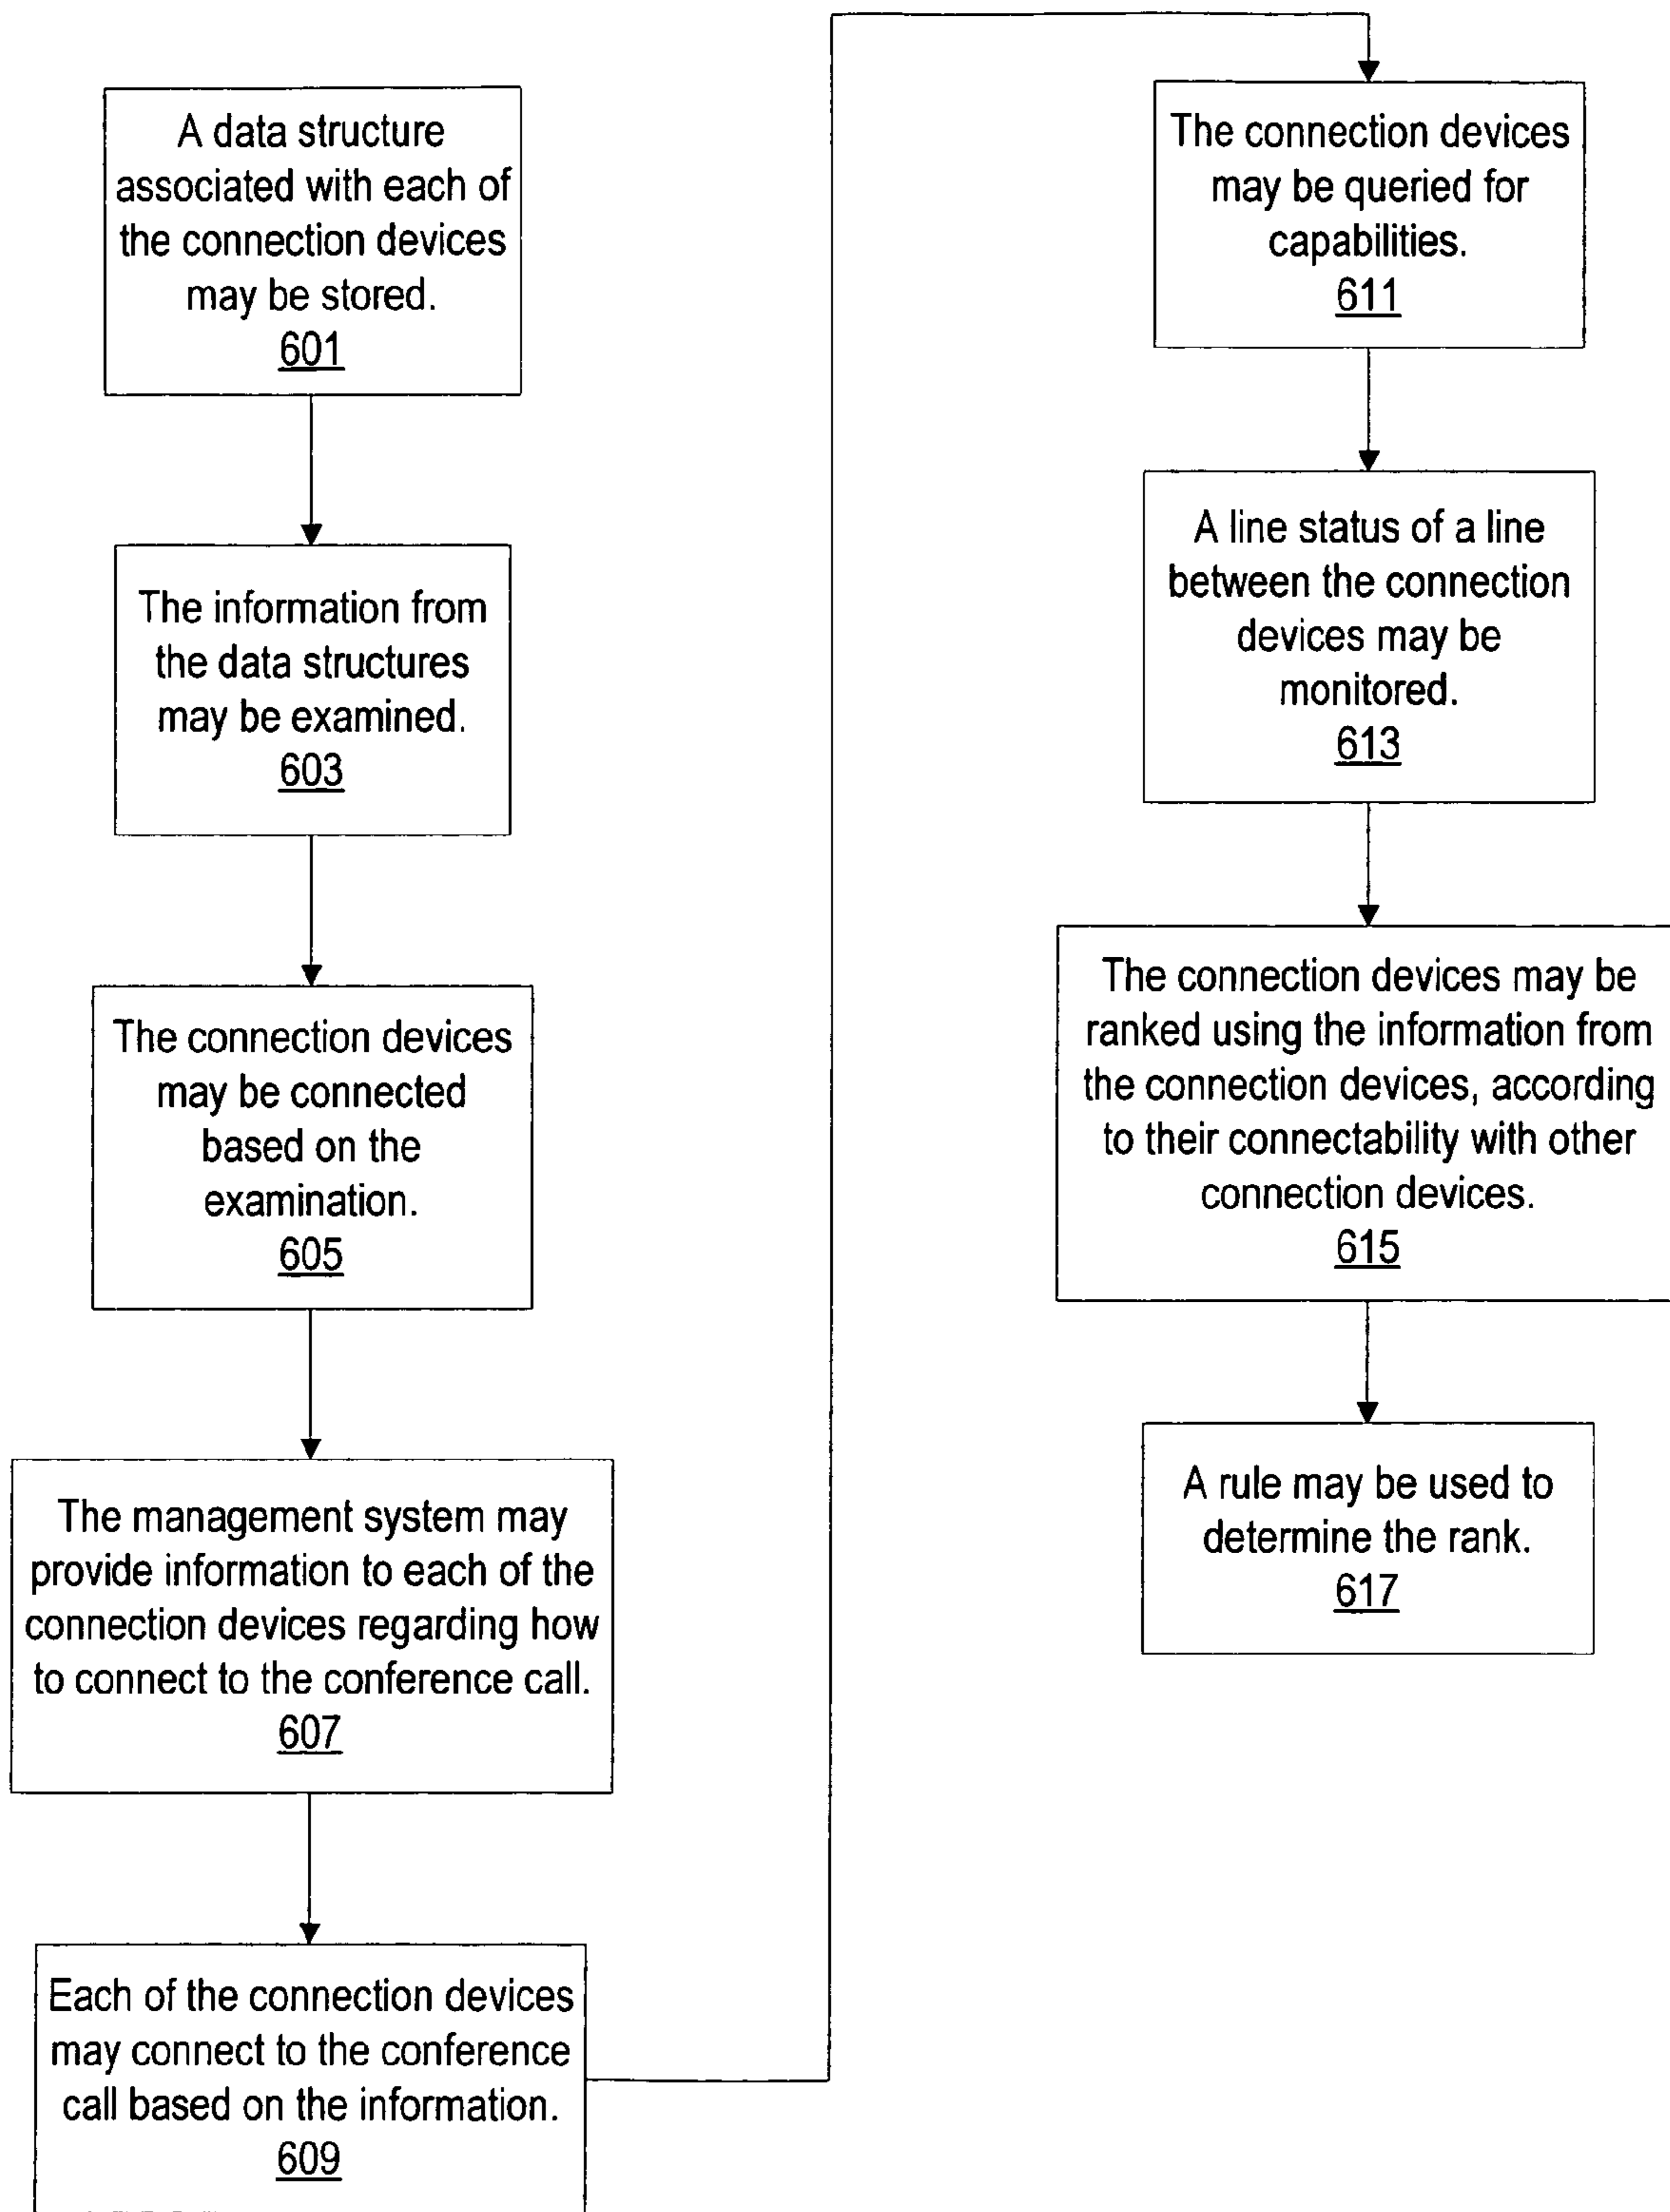 A data structure
associated with each of
the connection devices
may be stored.
601
The information from
the data structures
may be examined.
603
The connection devices
may be connected
based on the
examination.
605
The management system may
provide information to each of the
connection devices regarding how
to connect to the conference call.
607
Each of the connection devices
may connect to the conference
call based on the information.
609
The connection devices
may be queried for
capabilities.
611
A line status of a line
between the connection
devices may be
monitored.
613
The connection devices may be
ranked using the information from
the connection devices, according
to their connectability with other
connection devices.
615
A rule may be used to
determine the rank.
617